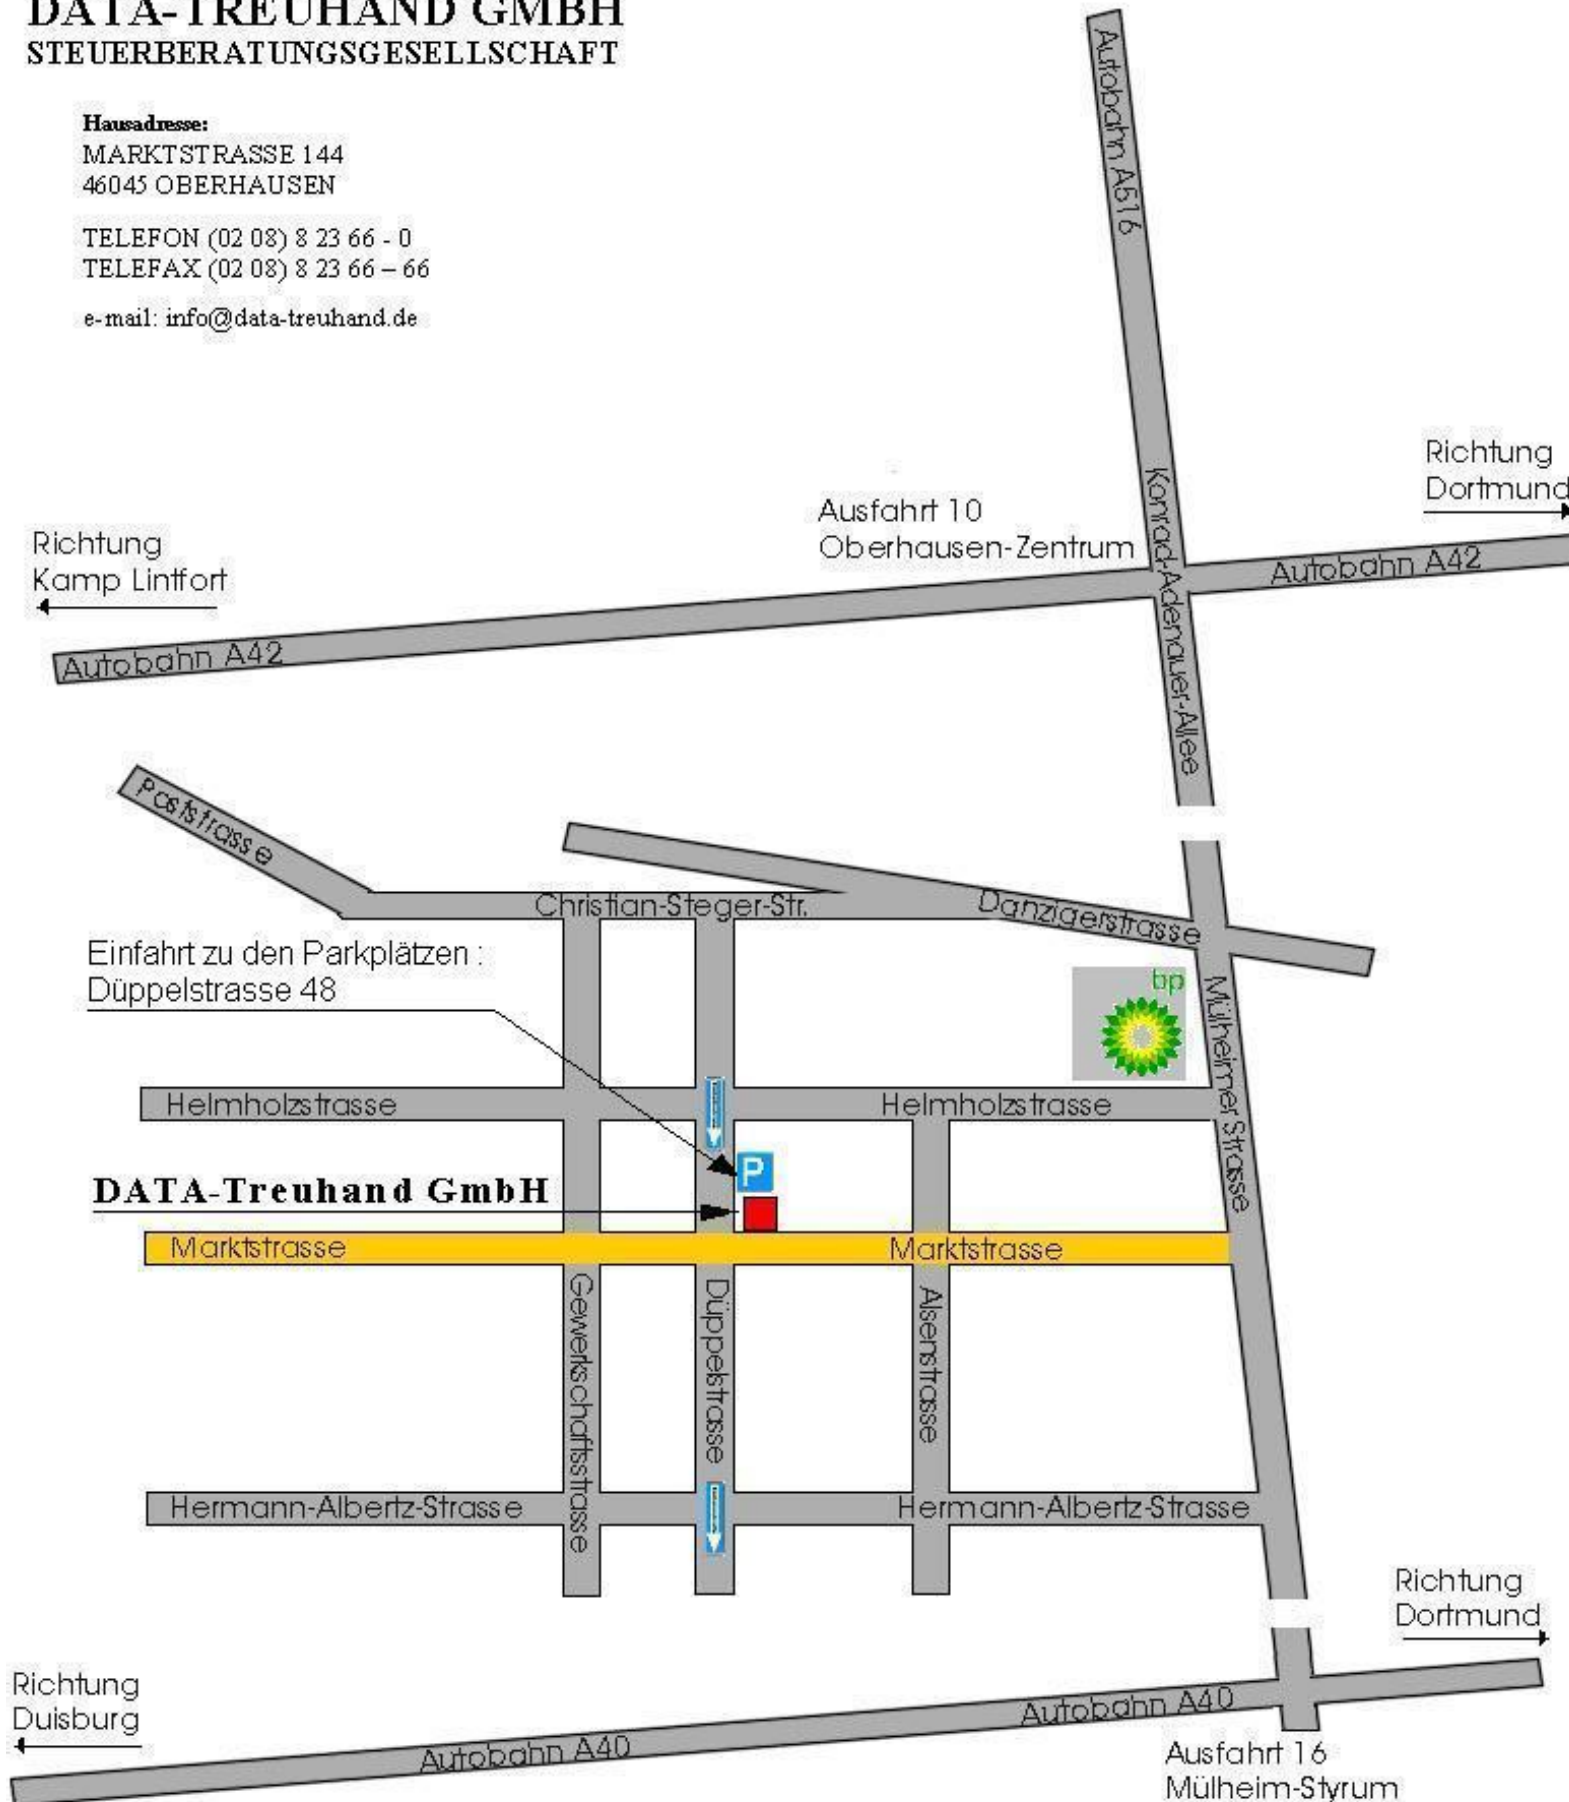 DATA-TREUHAND GMBH
STEUERBERATUNGSGESELLSCHAFT
Hausadresse:
MARKTSTRASSE 144
46045 OBERHAUSEN
TELEFON (02 08) 8 23 66 - 0
TELEFAX (02 08) 8 23 66 – 66
e-mail: info@data-treuhand.de
Autobahn A516
Richtung
Dortmund
Ausfahrt 10
Oberhausen-Zentrum
Konrad-Adenauer-Allee
Richtung
Kamp Lintfort
Autobahn A42
Autobahn A42
Poststrasse
Christian-Steger-Str.
Danzigerstrasse
Einfahrt zu den Parkplätzen :
Düppelstrasse 48
bp
Mülheimer Strasse
Helmholzstrasse
Helmholzstrasse
P
DATA-Treuhand GmbH
Marktstrasse
Marktstrasse
Gewerkschaftsstrasse
Düppelstrasse
Alsenstrasse
Hermann-Albertz-Strasse
Hermann-Albertz-Strasse
Richtung
Dortmund
Richtung
Duisburg
Autobahn A40
Autobahn A40
Ausfahrt 16
Mülheim-Styrum